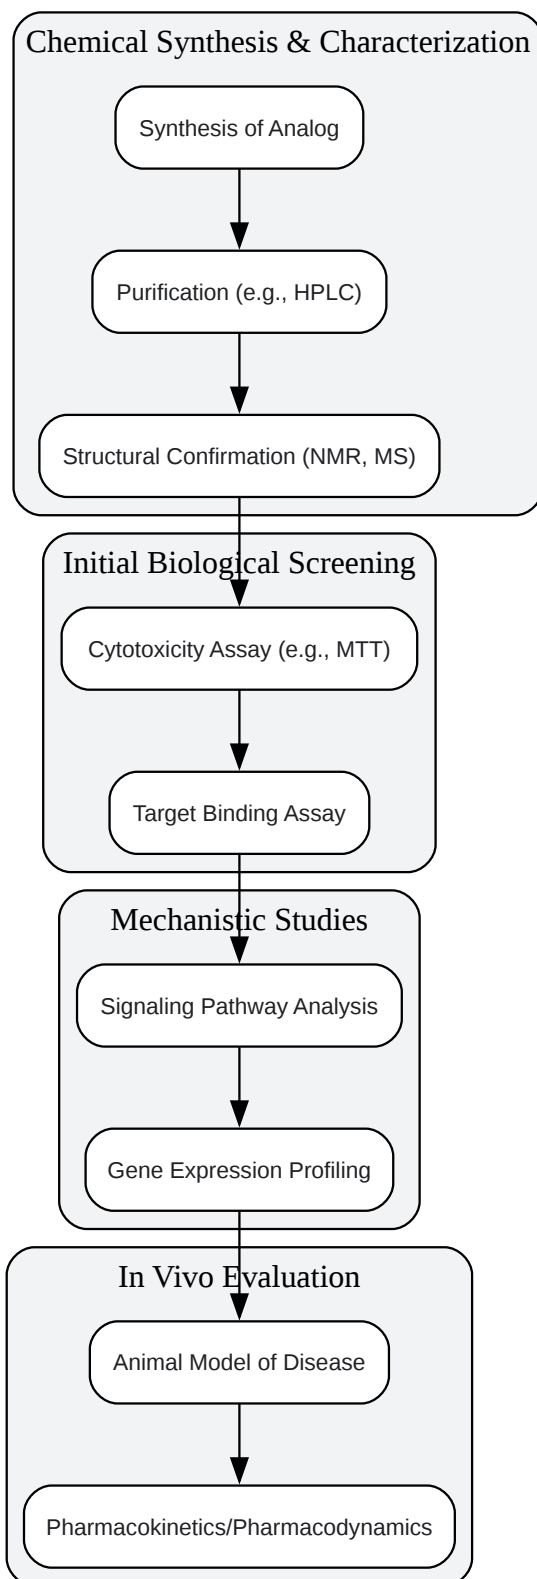 Chemical Synthesis & Characterization
Synthesis of Analog
Purification (e.g., HPLC)
Structural Confirmation (NMR, MS)
Initial Biological Screening
Cytotoxicity Assay (e.g., MTT)
Target Binding Assay
Mechanistic Studies
Signaling Pathway Analysis
Gene Expression Profiling
In Vivo Evaluation
Animal Model of Disease
Pharmacokinetics/Pharmacodynamics